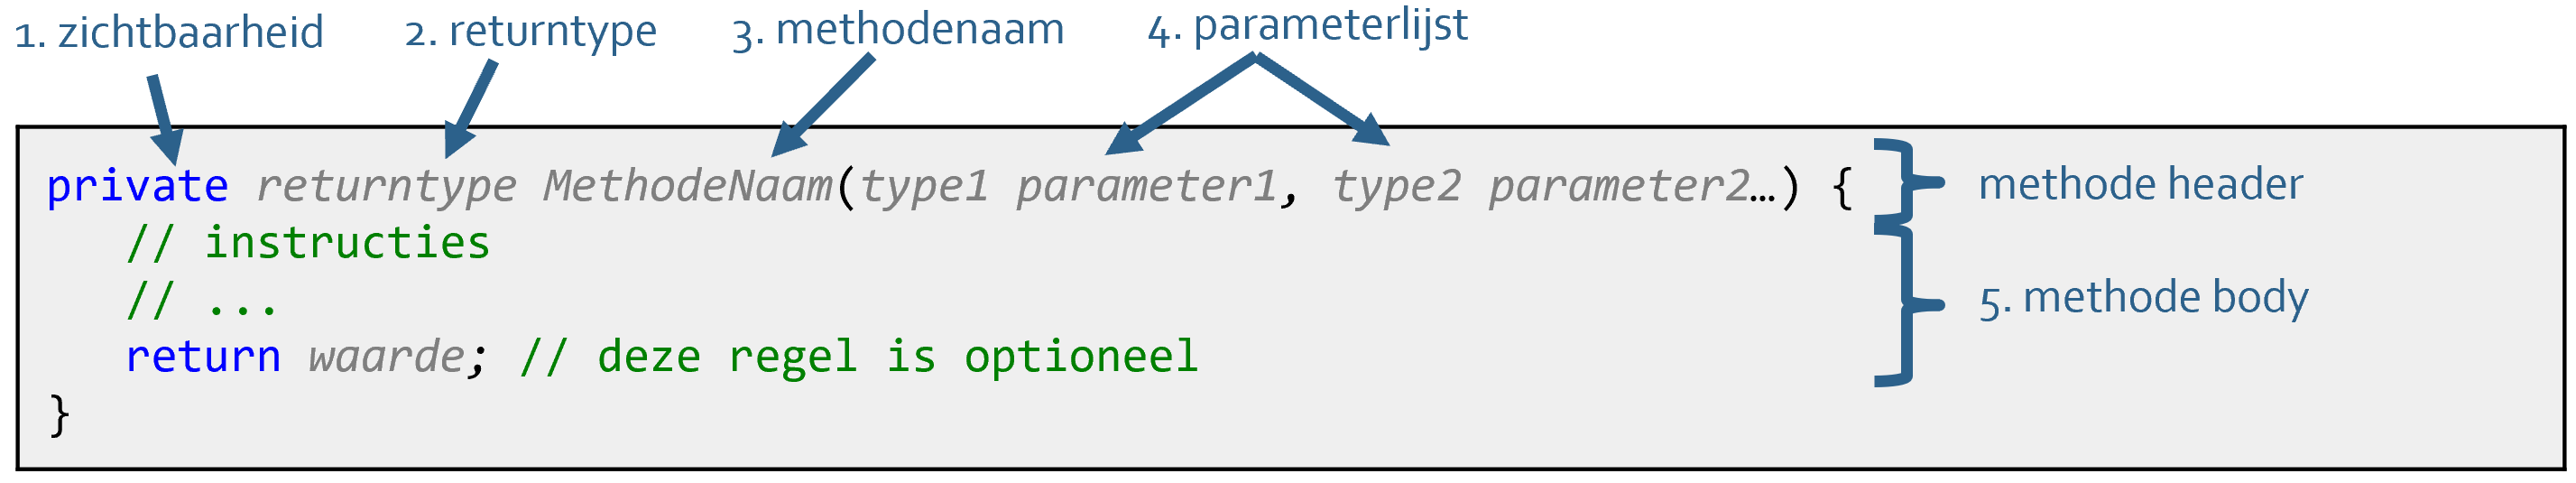 1. zichtbaarheid 2. returntype 3. methodenaam 4. parameterlijst
private returntype MethodeNaam(type1 parameter1, type2 parameter2…) { methode header
// instructies
// ... 5. methode body
return waarde; // deze regel is optioneel
}